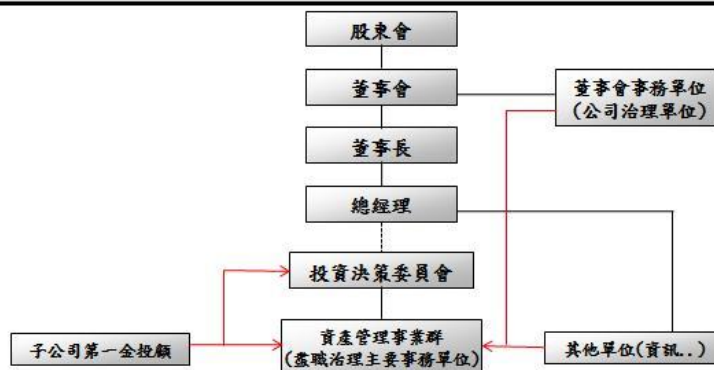 股東會
董事會
董事會事務單位
(公司治理單位)
董事長
總經理
投資決策委員會
子公司第一金投顧
資產管理事業群
(盡職治理主要事務單位)
其他單位(資訊..)